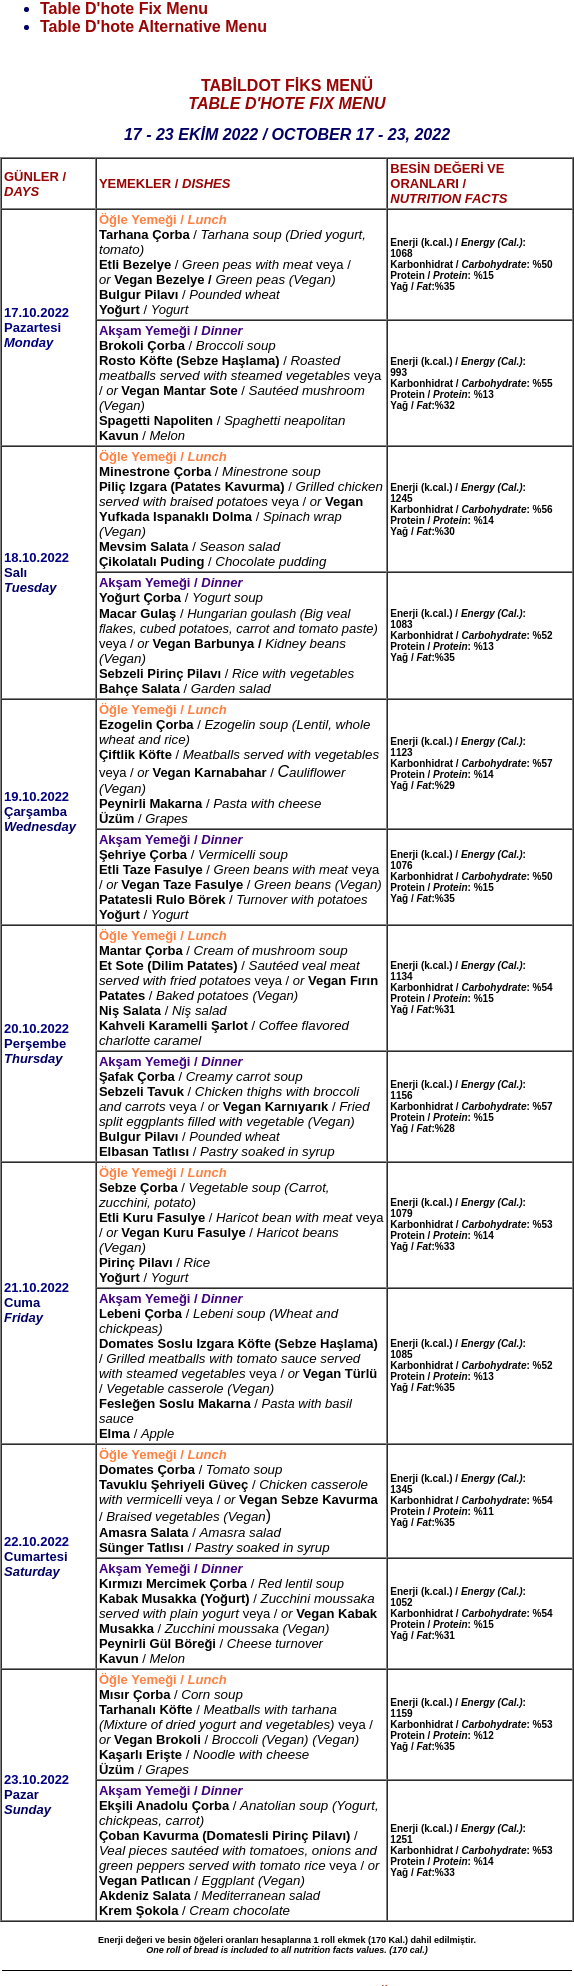 Table D'hote Fix Menu
Table D'hote Alternative Menu
TABİLDOT FİKS MENÜ
TABLE D'HOTE FIX MENU
17 - 23 EKİM 2022 / OCTOBER 17 - 23, 2022
GÜNLER /
DAYS
YEMEKLER / DISHES
BESİN DEĞERİ VE
ORANLARI /
NUTRITION FACTS
17.10.2022
Pazartesi
Monday
Öğle Yemeği / Lunch
Tarhana Çorba / Tarhana soup (Dried yogurt,
tomato)
Etli Bezelye / Green peas with meat veya /
or Vegan Bezelye / Green peas (Vegan)
Bulgur Pilavı / Pounded wheat
Yoğurt / Yogurt
Enerji (k.cal.) / Energy (Cal.):
1068
Karbonhidrat / Carbohydrate: %50
Protein / Protein: %15
Yağ / Fat:%35
Akşam Yemeği / Dinner
Brokoli Çorba / Broccoli soup
Rosto Köfte (Sebze Haşlama) / Roasted
meatballs served with steamed vegetables veya
/ or Vegan Mantar Sote / Sautéed mushroom
(Vegan)
Spagetti Napoliten / Spaghetti neapolitan
Kavun / Melon
Enerji (k.cal.) / Energy (Cal.):
993
Karbonhidrat / Carbohydrate: %55
Protein / Protein: %13
Yağ / Fat:%32
18.10.2022
Salı
Tuesday
Öğle Yemeği / Lunch
Minestrone Çorba / Minestrone soup
Piliç Izgara (Patates Kavurma) / Grilled chicken
served with braised potatoes veya / or Vegan
Yufkada Ispanaklı Dolma / Spinach wrap
(Vegan)
Mevsim Salata / Season salad
Çikolatalı Puding / Chocolate pudding
Enerji (k.cal.) / Energy (Cal.):
1245
Karbonhidrat / Carbohydrate: %56
Protein / Protein: %14
Yağ / Fat:%30
Akşam Yemeği / Dinner
Yoğurt Çorba / Yogurt soup
Macar Gulaş / Hungarian goulash (Big veal
flakes, cubed potatoes, carrot and tomato paste)
veya / or Vegan Barbunya / Kidney beans
(Vegan)
Sebzeli Pirinç Pilavı / Rice with vegetables
Bahçe Salata / Garden salad
Enerji (k.cal.) / Energy (Cal.):
1083
Karbonhidrat / Carbohydrate: %52
Protein / Protein: %13
Yağ / Fat:%35
19.10.2022
Çarşamba
Wednesday
Öğle Yemeği / Lunch
Ezogelin Çorba / Ezogelin soup (Lentil, whole
wheat and rice)
Çiftlik Köfte / Meatballs served with vegetables
veya / or Vegan Karnabahar / Cauliflower
(Vegan)
Peynirli Makarna / Pasta with cheese
Üzüm / Grapes
Enerji (k.cal.) / Energy (Cal.):
1123
Karbonhidrat / Carbohydrate: %57
Protein / Protein: %14
Yağ / Fat:%29
Akşam Yemeği / Dinner
Şehriye Çorba / Vermicelli soup
Etli Taze Fasulye / Green beans with meat veya
/ or Vegan Taze Fasulye / Green beans (Vegan)
Patatesli Rulo Börek / Turnover with potatoes
Yoğurt / Yogurt
Enerji (k.cal.) / Energy (Cal.):
1076
Karbonhidrat / Carbohydrate: %50
Protein / Protein: %15
Yağ / Fat:%35
20.10.2022
Perşembe
Thursday
Öğle Yemeği / Lunch
Mantar Çorba / Cream of mushroom soup
Et Sote (Dilim Patates) / Sautéed veal meat
served with fried potatoes veya / or Vegan Fırın
Patates / Baked potatoes (Vegan)
Niş Salata / Niş salad
Kahveli Karamelli Şarlot / Coffee flavored
charlotte caramel
Enerji (k.cal.) / Energy (Cal.):
1134
Karbonhidrat / Carbohydrate: %54
Protein / Protein: %15
Yağ / Fat:%31
Akşam Yemeği / Dinner
Şafak Çorba / Creamy carrot soup
Sebzeli Tavuk / Chicken thighs with broccoli
and carrots veya / or Vegan Karnıyarık / Fried
split eggplants filled with vegetable (Vegan)
Bulgur Pilavı / Pounded wheat
Elbasan Tatlısı / Pastry soaked in syrup
Enerji (k.cal.) / Energy (Cal.):
1156
Karbonhidrat / Carbohydrate: %57
Protein / Protein: %15
Yağ / Fat:%28
21.10.2022
Cuma
Friday
Öğle Yemeği / Lunch
Sebze Çorba / Vegetable soup (Carrot,
zucchini, potato)
Etli Kuru Fasulye / Haricot bean with meat veya
/ or Vegan Kuru Fasulye / Haricot beans
(Vegan)
Pirinç Pilavı / Rice
Yoğurt / Yogurt
Enerji (k.cal.) / Energy (Cal.):
1079
Karbonhidrat / Carbohydrate: %53
Protein / Protein: %14
Yağ / Fat:%33
Akşam Yemeği / Dinner
Lebeni Çorba / Lebeni soup (Wheat and
chickpeas)
Domates Soslu Izgara Köfte (Sebze Haşlama)
/ Grilled meatballs with tomato sauce served
with steamed vegetables veya / or Vegan Türlü
/ Vegetable casserole (Vegan)
Fesleğen Soslu Makarna / Pasta with basil
sauce
Elma / Apple
Enerji (k.cal.) / Energy (Cal.):
1085
Karbonhidrat / Carbohydrate: %52
Protein / Protein: %13
Yağ / Fat:%35
22.10.2022
Cumartesi
Saturday
Öğle Yemeği / Lunch
Domates Çorba / Tomato soup
Tavuklu Şehriyeli Güveç / Chicken casserole
with vermicelli veya / or Vegan Sebze Kavurma
/ Braised vegetables (Vegan)
Amasra Salata / Amasra salad
Sünger Tatlısı / Pastry soaked in syrup
Enerji (k.cal.) / Energy (Cal.):
1345
Karbonhidrat / Carbohydrate: %54
Protein / Protein: %11
Yağ / Fat:%35
Akşam Yemeği / Dinner
Kırmızı Mercimek Çorba / Red lentil soup
Kabak Musakka (Yoğurt) / Zucchini moussaka
served with plain yogurt veya / or Vegan Kabak
Musakka / Zucchini moussaka (Vegan)
Peynirli Gül Böreği / Cheese turnover
Kavun / Melon
Enerji (k.cal.) / Energy (Cal.):
1052
Karbonhidrat / Carbohydrate: %54
Protein / Protein: %15
Yağ / Fat:%31
23.10.2022
Pazar
Sunday
Öğle Yemeği / Lunch
Mısır Çorba / Corn soup
Tarhanalı Köfte / Meatballs with tarhana
(Mixture of dried yogurt and vegetables) veya /
or Vegan Brokoli / Broccoli (Vegan) (Vegan)
Kaşarlı Erişte / Noodle with cheese
Üzüm / Grapes
Enerji (k.cal.) / Energy (Cal.):
1159
Karbonhidrat / Carbohydrate: %53
Protein / Protein: %12
Yağ / Fat:%35
Akşam Yemeği / Dinner
Ekşili Anadolu Çorba / Anatolian soup (Yogurt,
chickpeas, carrot)
Çoban Kavurma (Domatesli Pirinç Pilavı) /
Veal pieces sautéed with tomatoes, onions and
green peppers served with tomato rice veya / or
Vegan Patlıcan / Eggplant (Vegan)
Akdeniz Salata / Mediterranean salad
Krem Şokola / Cream chocolate
Enerji (k.cal.) / Energy (Cal.):
1251
Karbonhidrat / Carbohydrate: %53
Protein / Protein: %14
Yağ / Fat:%33
Enerji değeri ve besin öğeleri oranları hesaplarına 1 roll ekmek (170 Kal.) dahil edilmiştir.
One roll of bread is included to all nutrition facts values. (170 cal.)